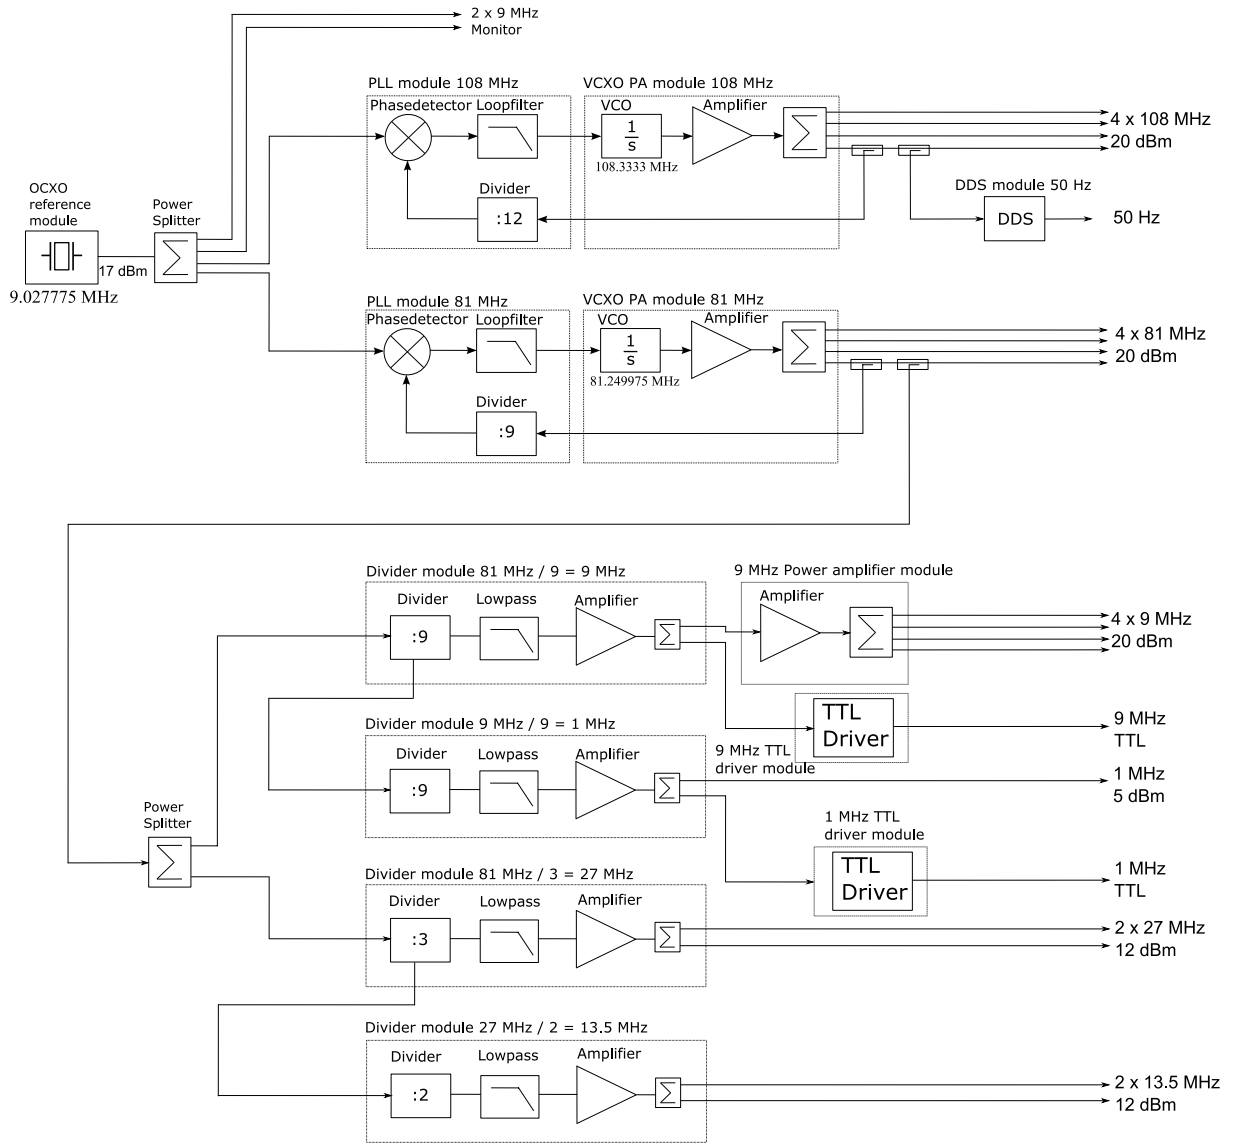 2 x 9 MHz
Monitor
PLL module 108 MHz
VCXO PA module 108 MHz
Phasedetector
Loopfilter
VCO
Amplifier
1
s
108.3333 MHz
4 x 108 MHz
20 dBm
Divider
:12
DDS module 50 Hz
DDS
50 Hz
OCXO
reference
module
Power
Splitter
17 dBm
9.027775 MHz
PLL module 81 MHz
VCXO PA module 81 MHz
Phasedetector
Loopfilter
VCO
Amplifier
1
s
81.249975 MHz
4 x 81 MHz
20 dBm
Divider
:9
Divider module 81 MHz / 9 = 9 MHz
Divider
Lowpass
Amplifier
:9
9 MHz Power amplifier module
Amplifier
4 x 9 MHz
20 dBm
TTL
Driver
9 MHz
TTL
9 MHz TTL
driver module
Divider module 9 MHz / 9 = 1 MHz
Divider
Lowpass
Amplifier
:9
1 MHz
5 dBm
Power
Splitter
1 MHz TTL
driver module
TTL
Driver
1 MHz
TTL
Divider module 81 MHz / 3 = 27 MHz
Divider
Lowpass
Amplifier
:3
2 x 27 MHz
12 dBm
Divider module 27 MHz / 2 = 13.5 MHz
Divider
Lowpass
Amplifier
:2
2 x 13.5 MHz
12 dBm